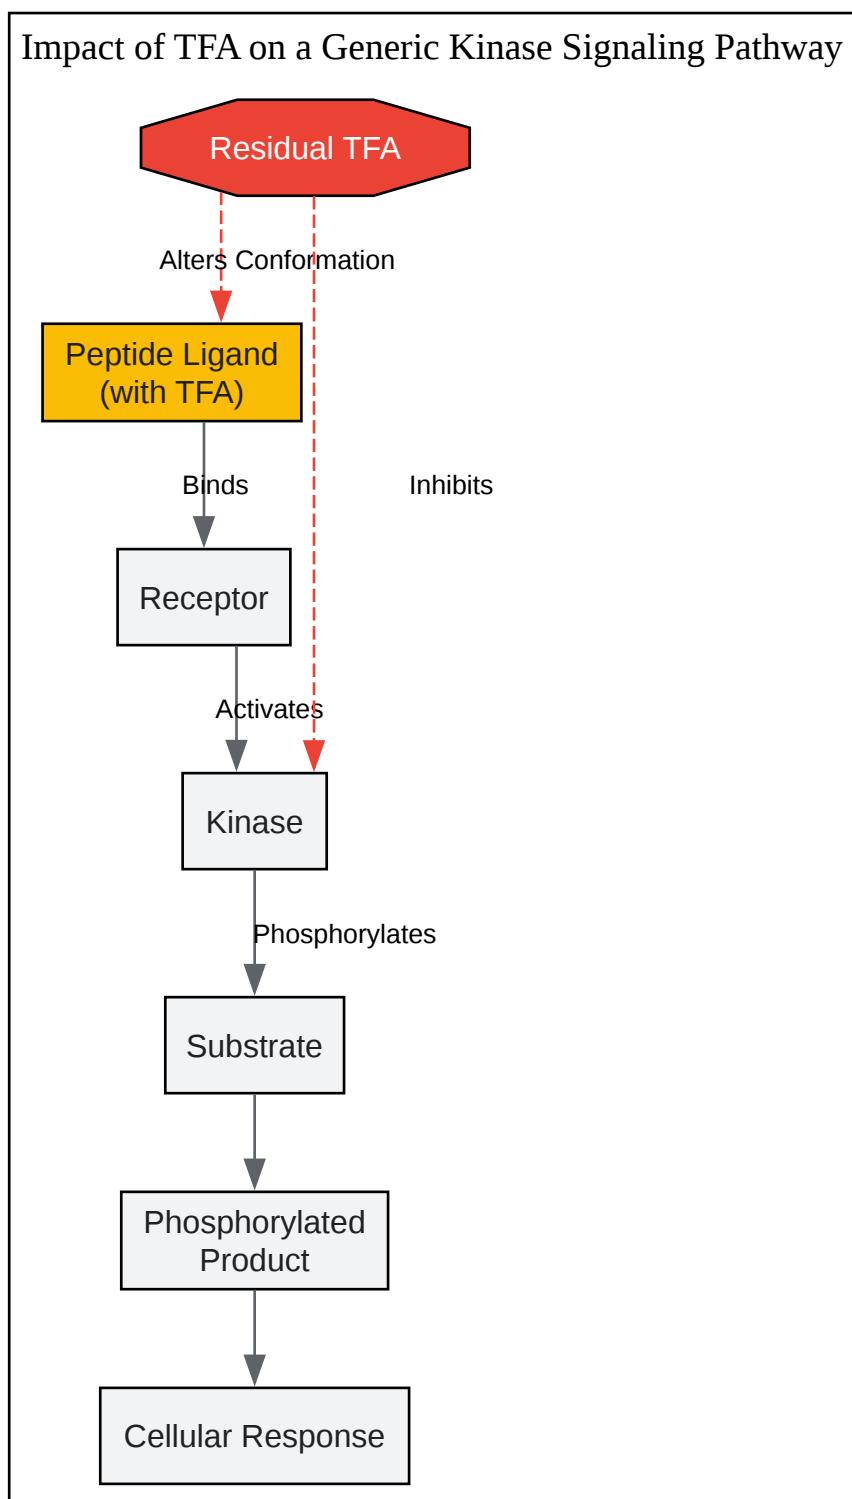 Impact of TFA on a Generic Kinase Signaling Pathway
Residual TFA
Alters Conformation
Peptide Ligand
(with TFA)
Binds
Inhibits
Receptor
Activates
Kinase
Phosphorylates
Substrate
Phosphorylated
Product
Cellular Response